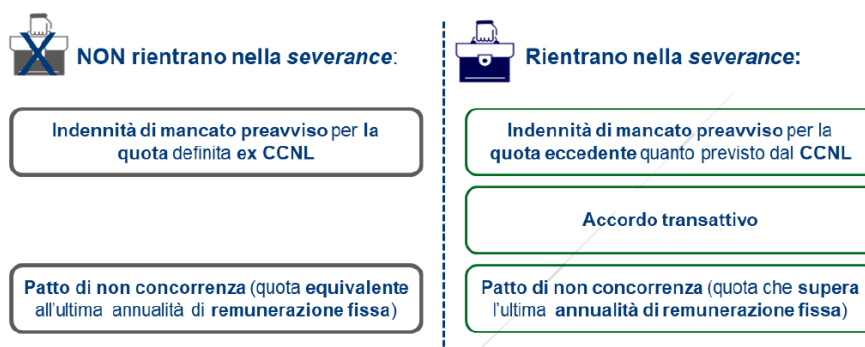 NON rientrano nella severance:
Indennità di mancato preavviso per la
quota definita ex CCNL
Patto di non concorrenza (quota equivalente
all'ultima annualità di remunerazione fissa)
Rientrano nella severance:
Indennità di mancato preavviso per la
quota eccedente quanto previsto dal CCNL
Accordo transattivo
Patto di non concorrenza (quota che supera
l'ultima annualità di remunerazione fissa)